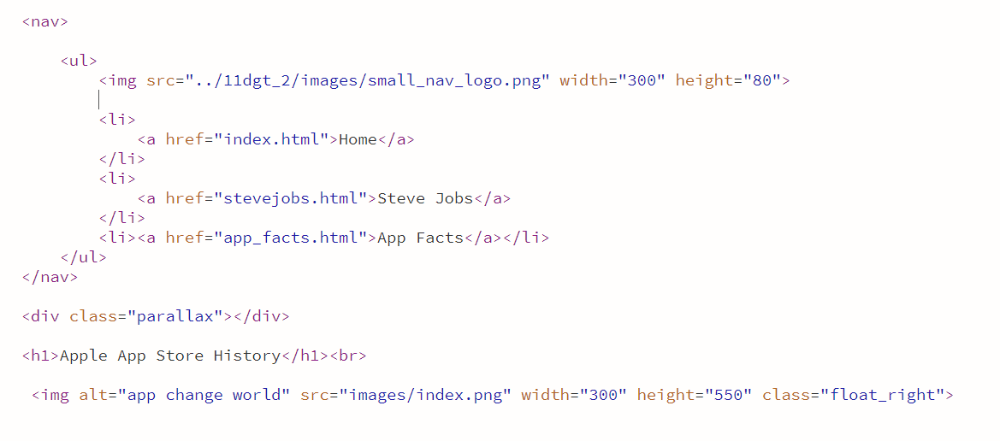 <nav>
<ul>
<img src="../11dgt_2/images/small_nav_logo.png" width="300" height="80">
<li>
<a href="index.html">Home</a>
</li>
<li>
<a href="stevejobs.html">Steve Jobs</a>
</li>
<li><a href="app_facts.html">App Facts</a></li>
</ul>
</nav>
<div class="parallax"></div>
<h1>Apple App Store History</h1><br>
<img alt="app change world" src="images/index.png" width="300" height="550" class="float_right">